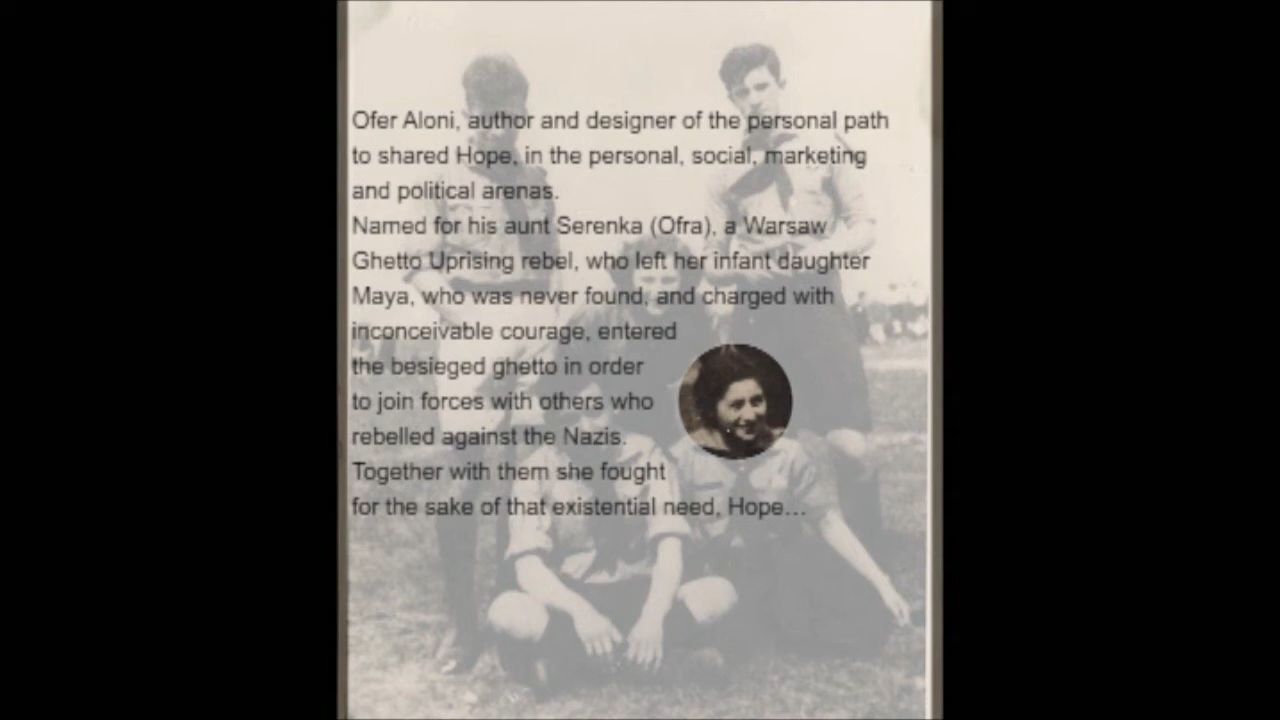 Ofer Aloni, author and designer of the personal path
to shared Hope, in the personal, social, marketing
and political arenas.
Named for his aunt Serenka (Ofra), a Warsaw
Ghetto Uprising rebel, who left her infant daughter
Maya, who was never found, and charged with
inconceivable courage, entered
the besieged ghetto in order
to join forces with others who
rebelled against the Nazis.
Together with them she fought
for the sake of that existential need, Hope…